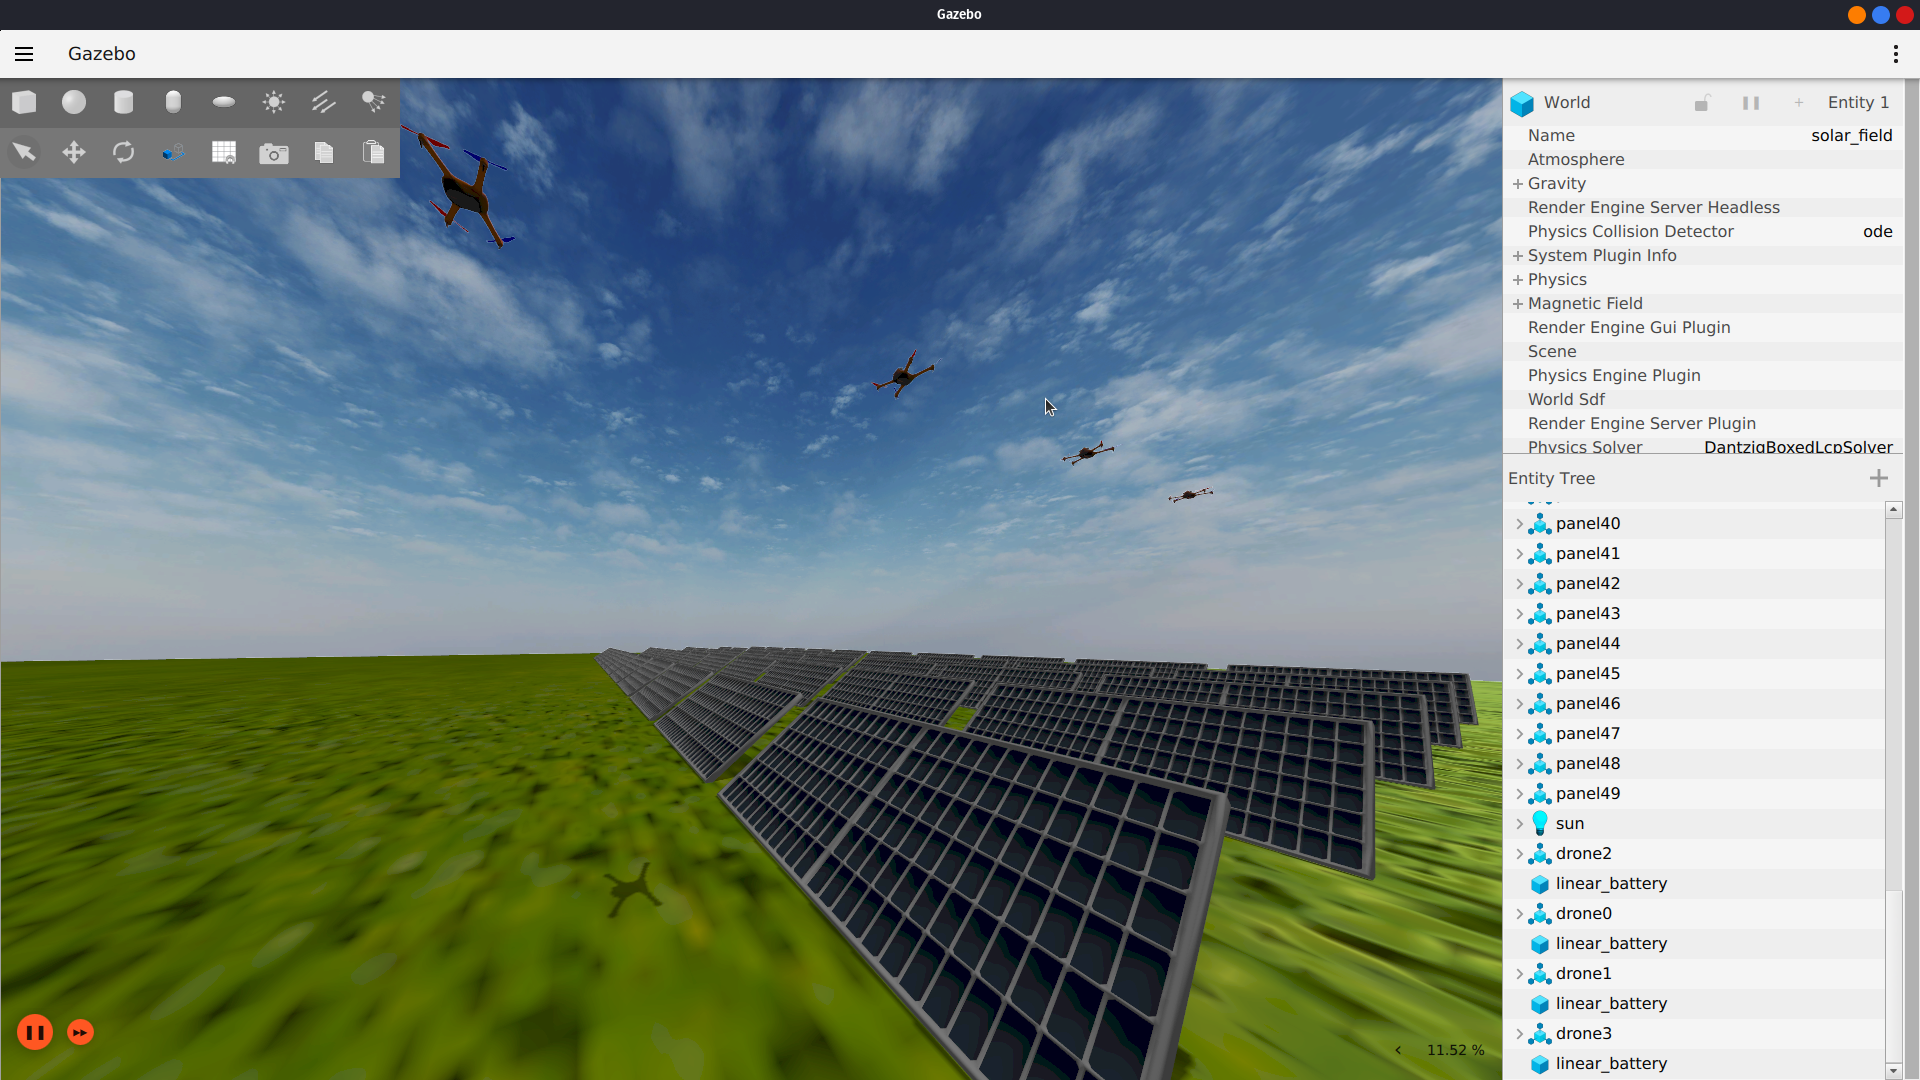 Gazebo
Gazebo
World
Entity 1
Name solar_field
Atmosphere
Gravity
Render Engine Server Headless
Physics Collision Detector ode
System Plugin Info
Physics
Magnetic Field
Render Engine Gui Plugin
Scene
Physics Engine Plugin
World Sdf
Render Engine Server Plugin
Physics Solver DantzigBoxedLcpSolver
Entity Tree
panel40
panel41
panel42
panel43
panel44
panel45
panel46
panel47
panel48
panel49
sun
drone2
linear_battery
drone0
linear_battery
drone1
linear_battery
drone3
linear_battery
11.52 %